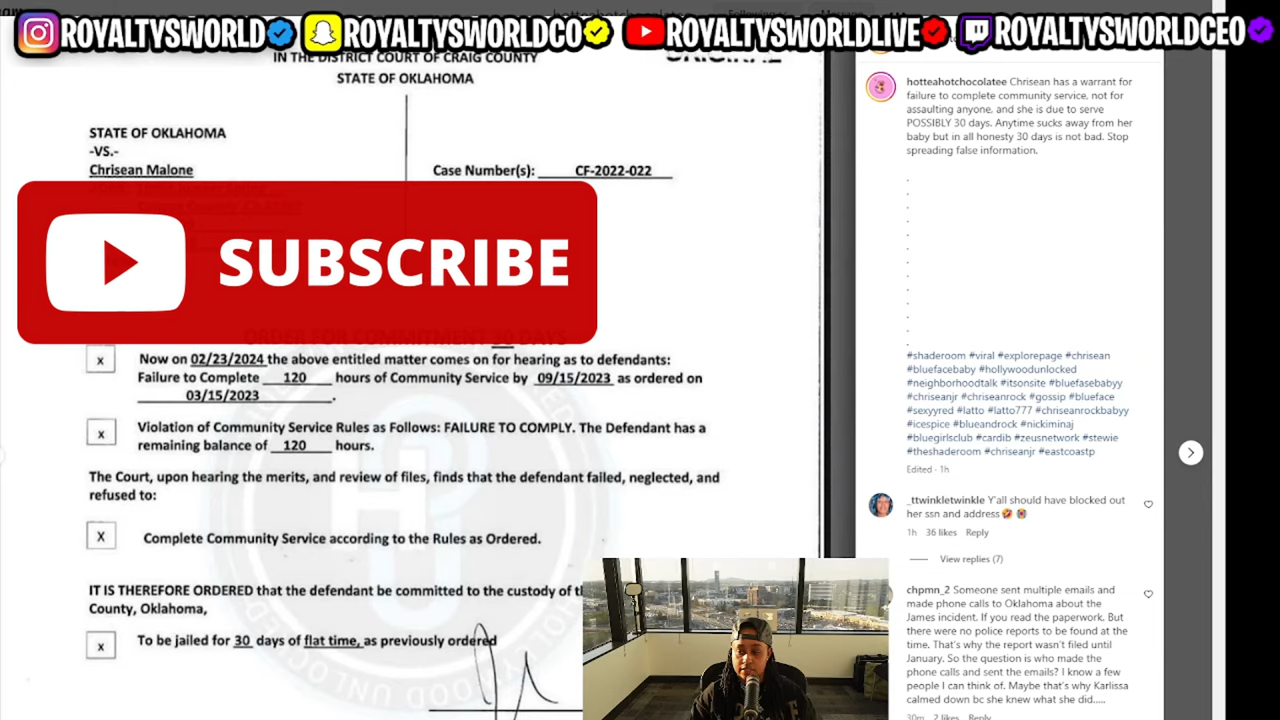 ROYALTYSWORLD
ROYALTYSWORLDCO
ROYALTYSWORLDLIVE
ROYALTYSWORLDCEO
IN THE DISTRICT COURT OF CRAIG COUNTY
STATE OF OKLAHOMA
STATE OF OKLAHOMA
-VS.-
Chrisean Malone
Case Number(s): CF-2022-022
SUBSCRIBE
ORDER FOR COMMITMENT 30 DAYS
x Now on 02/23/2024 the above entitled matter comes on for hearing as to defendants:
Failure to Complete 120 hours of Community Service by 09/15/2023 as ordered on
03/15/2023.
x Violation of Community Service Rules as Follows: FAILURE TO COMPLY. The Defendant has a
remaining balance of 120 hours.
The Court, upon hearing the merits, and review of files, finds that the defendant failed, neglected, and
refused to:
X Complete Community Service according to the Rules as Ordered.
IT IS THEREFORE ORDERED that the defendant be committed to the custody of
County, Oklahoma,
x To be jailed for 30 days of flat time, as previously ordered
hotteahotchocolatee Chrisean has a warrant for
failure to complete community service, not for
assaulting anyone, and she is due to serve
POSSIBLY 30 days. Anytime sucks away from her
baby but in all honesty 30 days is not bad. Stop
spreading false information.
.
.
.
.
.
.
.
.
.
.
.
.
.
#shaderoom #viral #explorepage #chrisean
#bluefacebaby #hollywoodunlocked
#neighborhoodtalk #itsonsite #bluefasebabyy
#chriseanjr #chriseanrock #gossip #blueface
#sexyyred #latto #latto777 #chriseanrockbabyy
#icespice #blueandrock #nickiminaj
#bluegirlsclub #cardib #zeusnetwork #stewie
#theshaderoom #chriseanjr #eastcoastp
Edited · 1h
_ttwinkletwinkle Y'all should have blocked out
her ssn and address🤣
1h 36 likes Reply
View replies (7)
chpmn_2 Someone sent multiple emails and
made phone calls to Oklahoma about the
James incident. If you read the paperwork. But
there were no police reports to be found at the
time. That's why the report wasn't filed until
January. So the question is who made the
phone calls and sent the emails? I know a few
people I can think of. Maybe that's why Karlissa
calmed down bc she knew what she did.....
30m 2 likes Reply